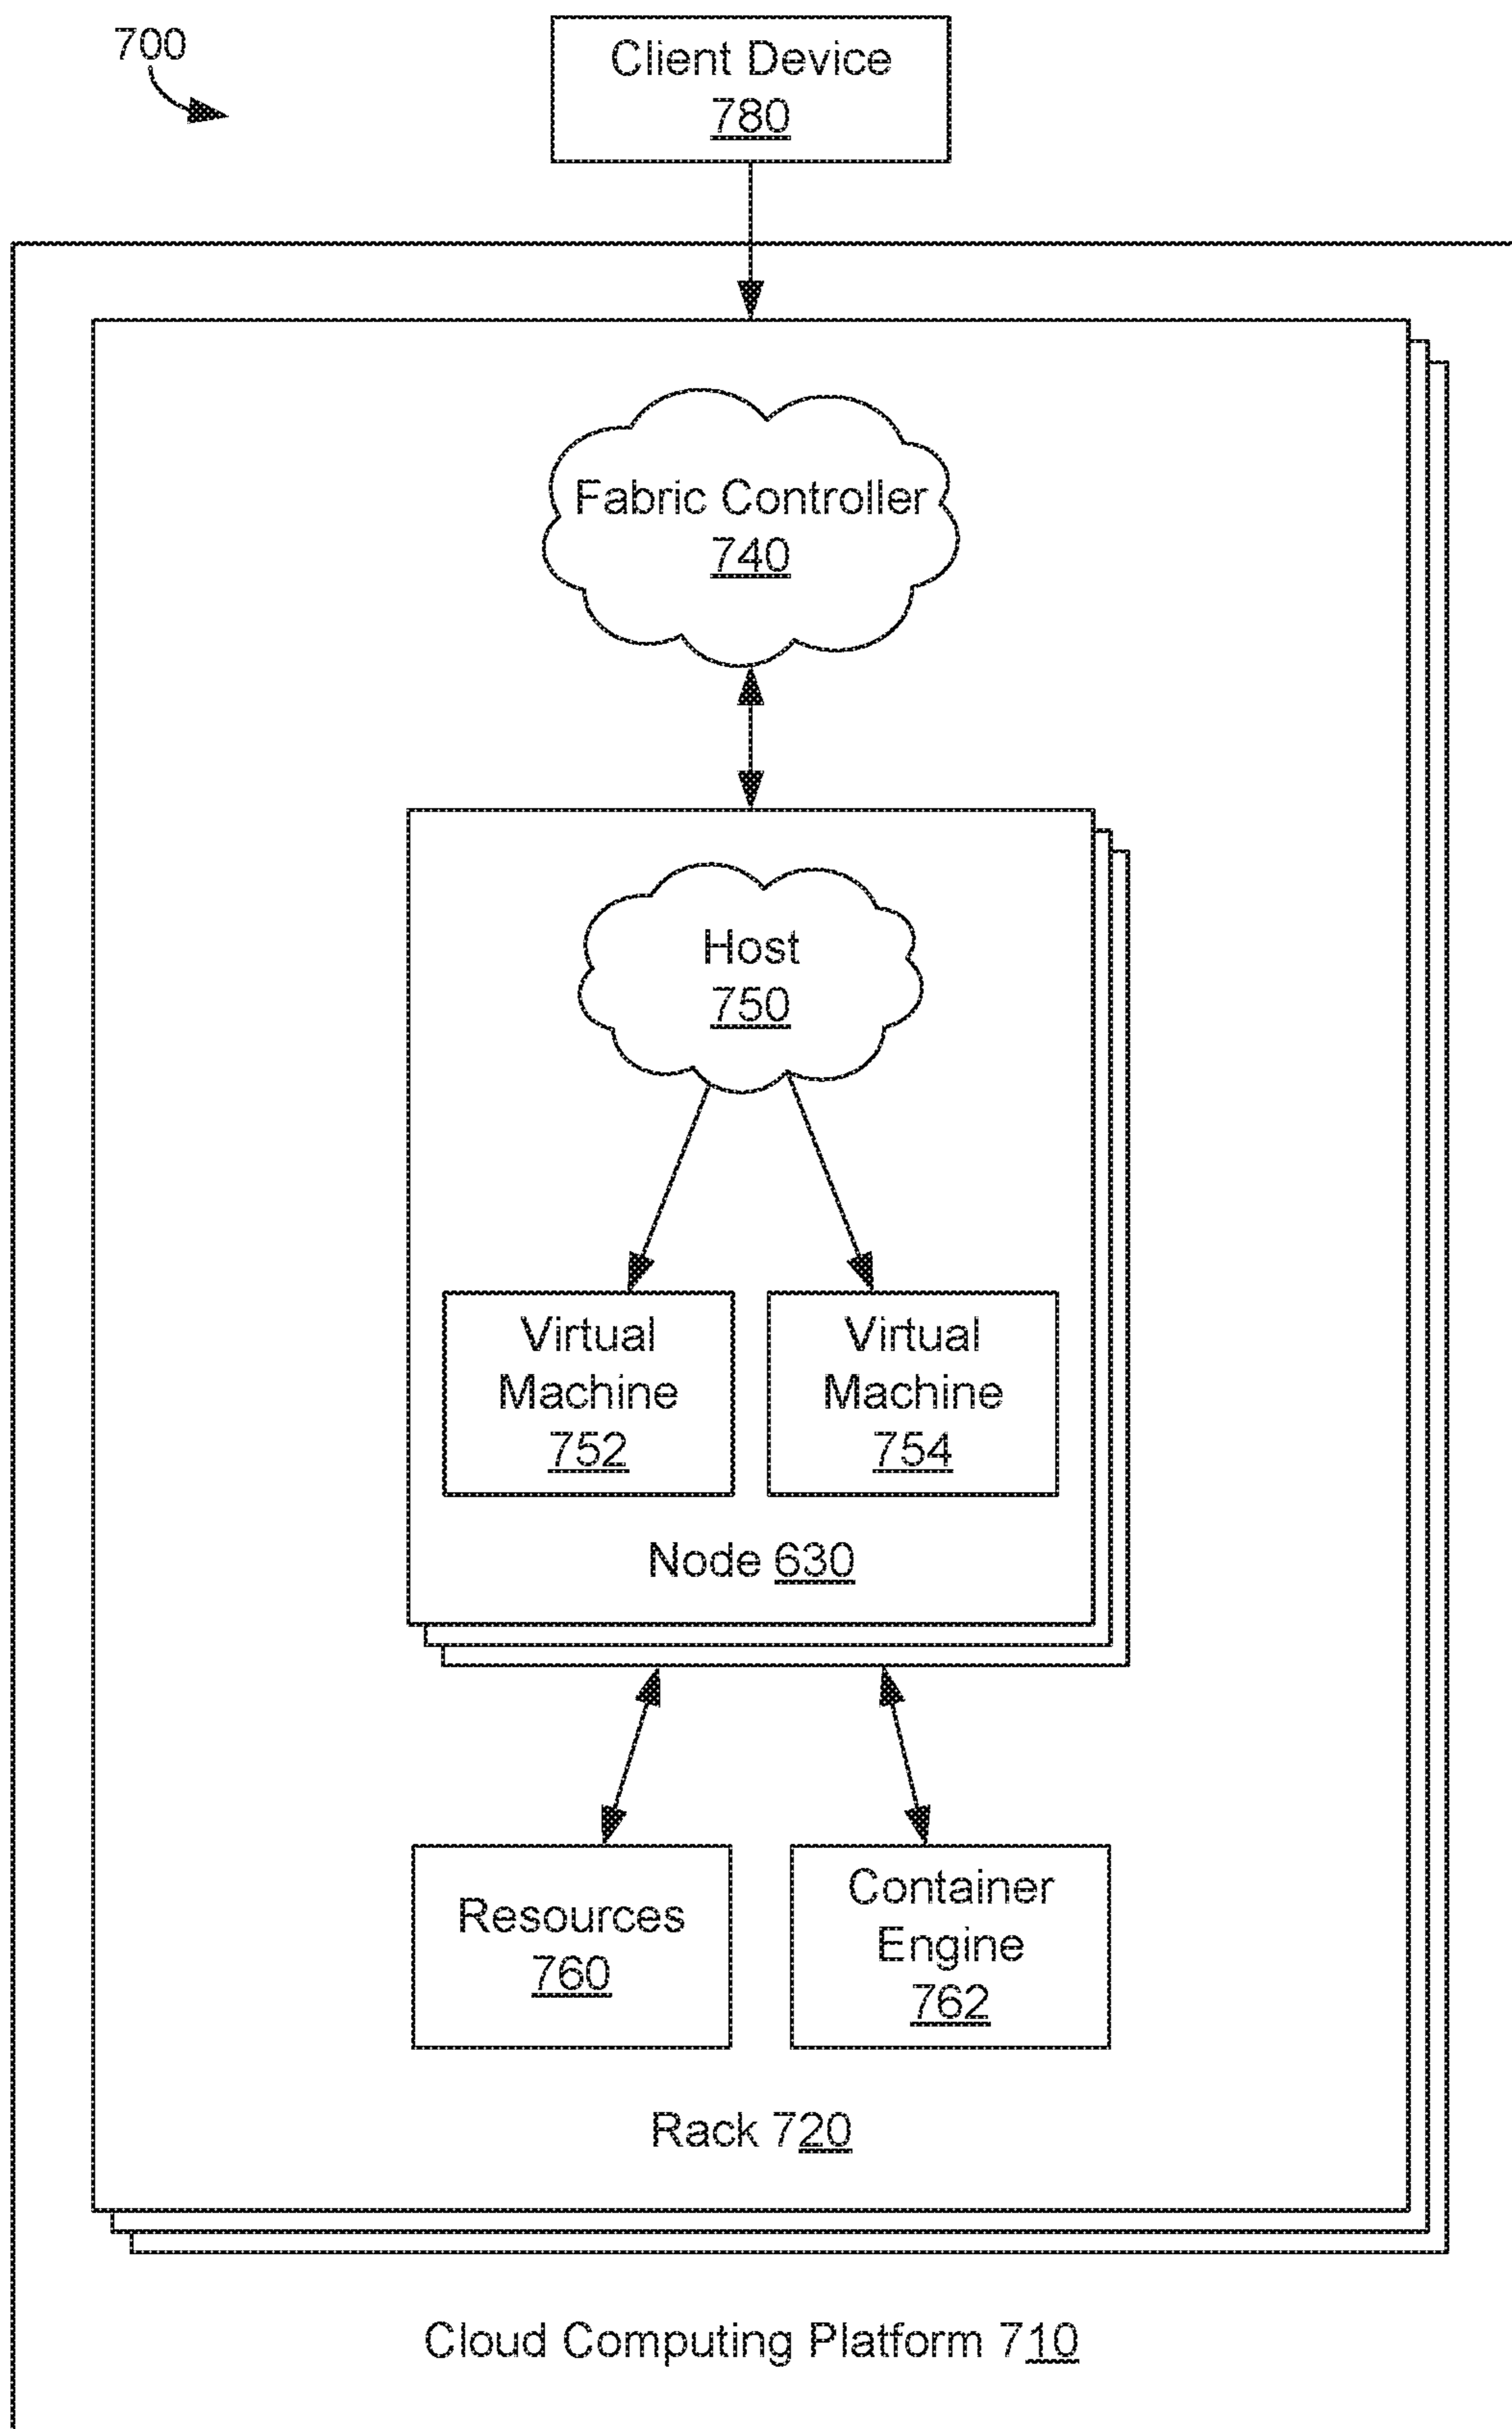 700
Client Device
780
Fabric Controller
740
Host
750
Virtual
Machine
752
Virtual
Machine
754
Node 630
Resources
760
Container
Engine
762
Rack 720
Cloud Computing Platform 710